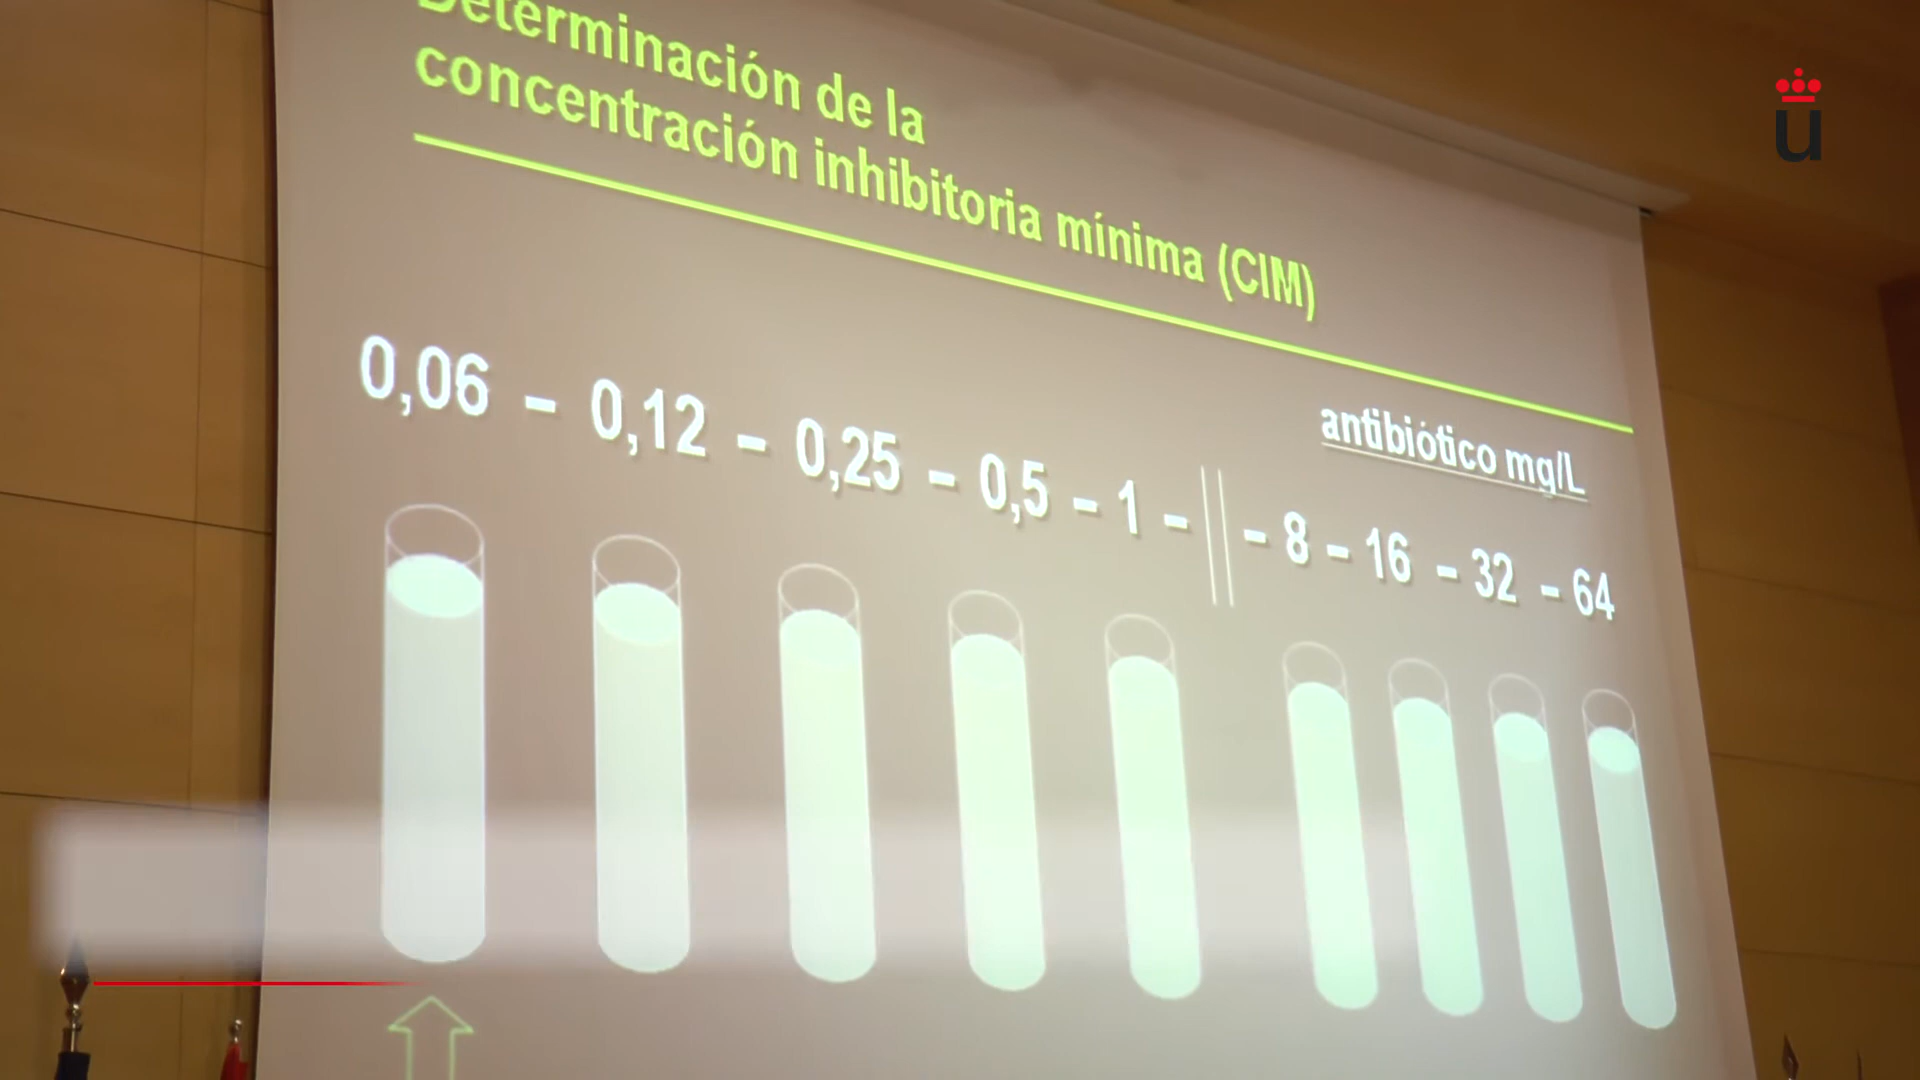 Determinación de la
concentración inhibitoria mínima (CIM)
antibiótico mg/L
0,06 - 0,12 - 0,25 - 0,5 - 1 - || - 8 - 16 - 32 - 64
u